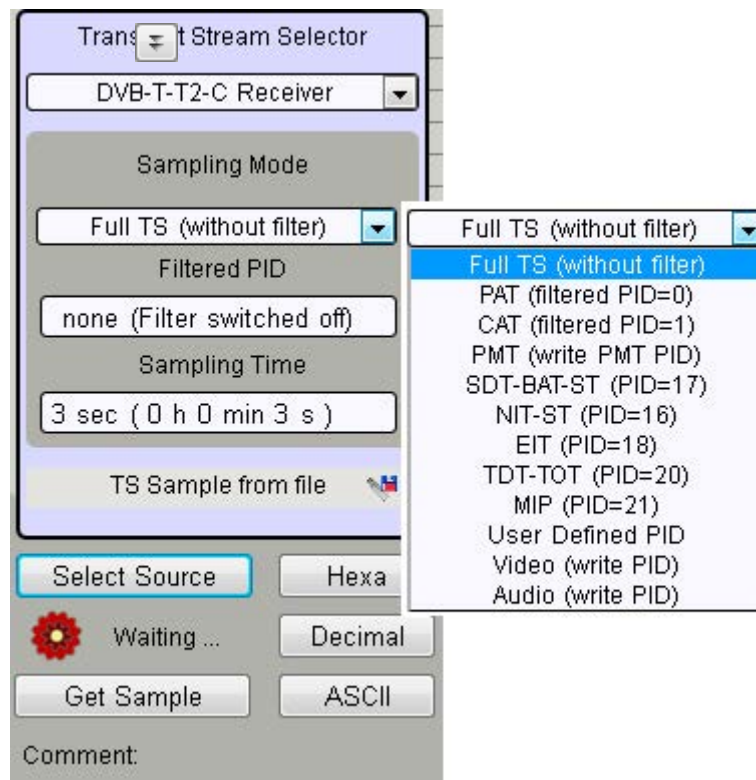 Trans t Stream Selector
DVB-T-T2-C Receiver
Sampling Mode
Full TS (without filter)
Filtered PID
none (Filter switched off)
Sampling Time
3 sec ( 0 h 0 min 3 s )
TS Sample from file
Select Source
Hexa
Waiting ...
Decimal
Get Sample
ASCII
Comment:
Full TS (without filter)
Full TS (without filter)
PAT (filtered PID=0)
CAT (filtered PID=1)
PMT (write PMT PID)
SDT-BAT-ST (PID=17)
NIT-ST (PID=16)
EIT (PID=18)
TDT-TOT (PID=20)
MIP (PID=21)
User Defined PID
Video (write PID)
Audio (write PID)